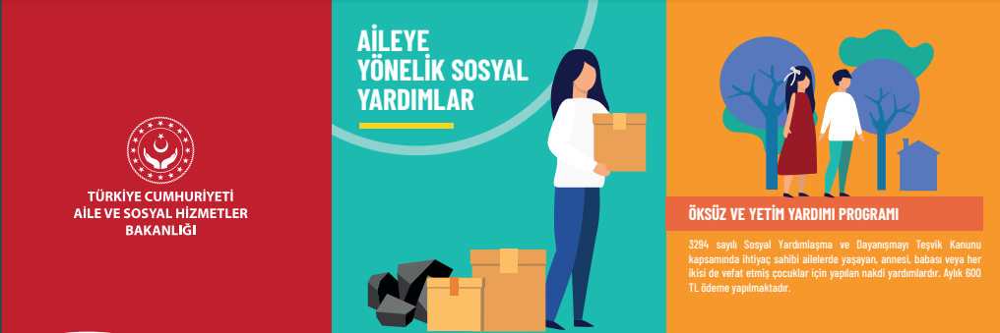 TÜRKİYE CUMHURİYETİ
AİLE VE SOSYAL HİZMETLER
BAKANLIĞI
AİLEYE
YÖNELİK SOSYAL
YARDIMLAR
ÖKSÜZ VE YETİM YARDIMI PROGRAMI
3294 sayılı Sosyal Yardımlaşma ve Dayanışmayı Teşvik Kanunu
kapsamında ihtiyaç sahibi ailelerde yaşayan, annesi, babası veya her
ikisi de vefat etmiş çocuklar için yapılan nakdi yardımlardır. Aylık 600
TL ödeme yapılmaktadır.